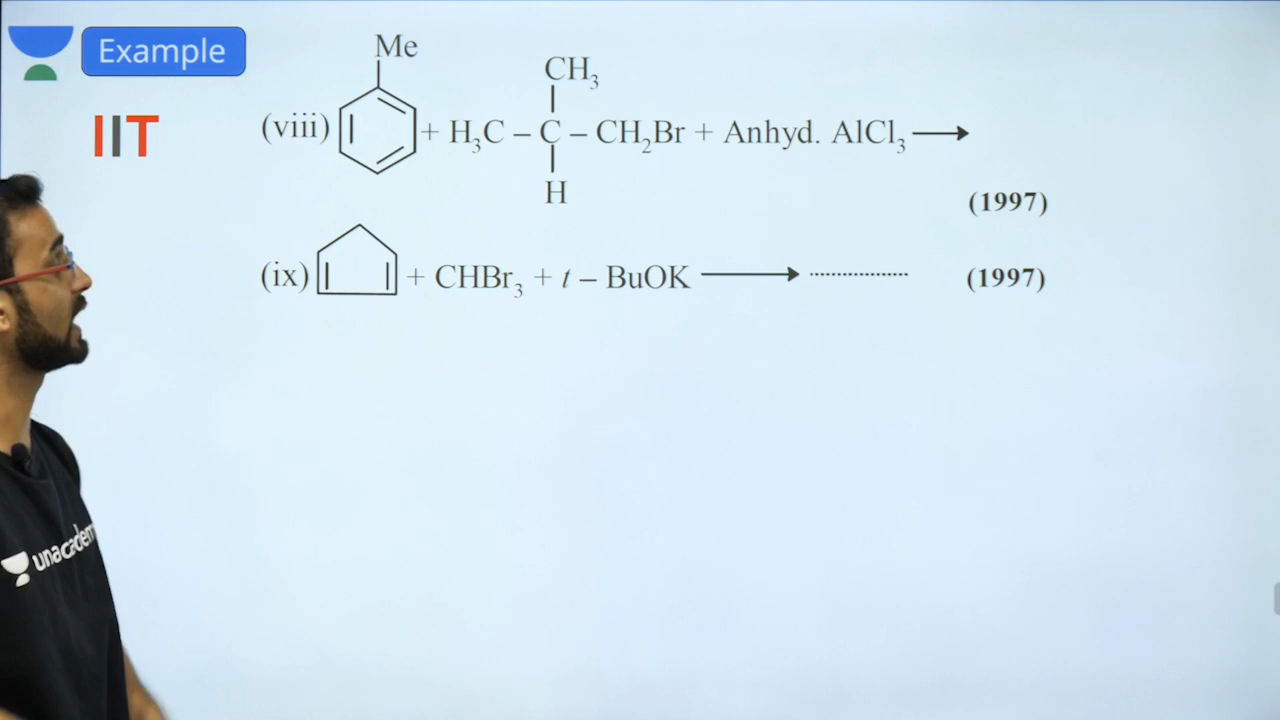 Example
IIT
Me
CH₃
(viii) + H₃C – C – CH₂Br + Anhyd. AlCl₃ ⟶
H
(1997)
(ix) + CHBr₃ + t – BuOK ⟶ .................. (1997)
unacadem